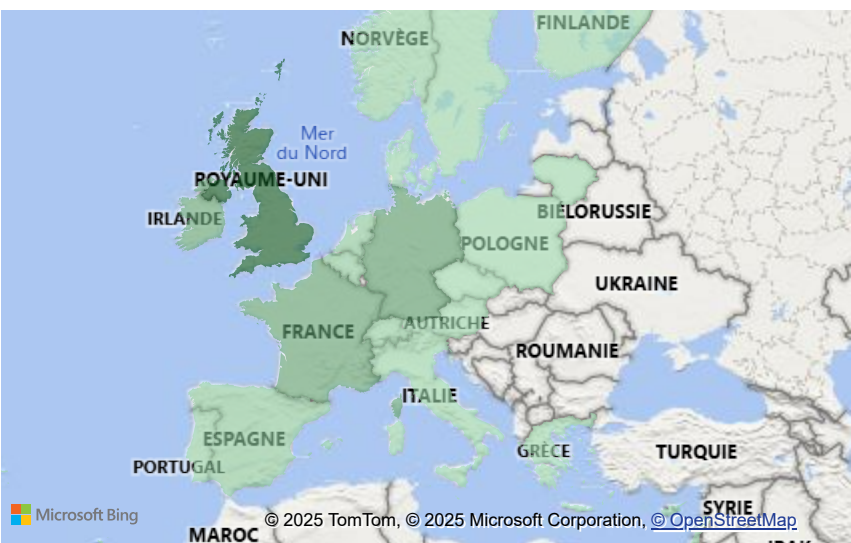 FINLANDE
NORVÈGE
Mer
du Nord
ROYAUME-UNI
IRLANDE
BIÉLORUSSIE
POLOGNE
UKRAINE
FRANCE
AUTRICHE
ROUMANIE
ITALIE
ESPAGNE
GRÈCE
TURQUIE
PORTUGAL
SYRIE
Microsoft Bing
© 2025 TomTom, © 2025 Microsoft Corporation, © OpenStreetMap
MAROC